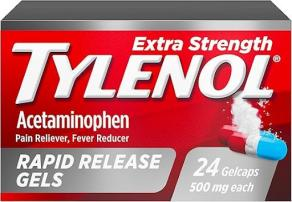 Extra Strength
TYLENOL®
Acetaminophen
Pain Reliever, Fever Reducer
RAPID RELEASE
GELS
24 Gelcaps
500 mg each